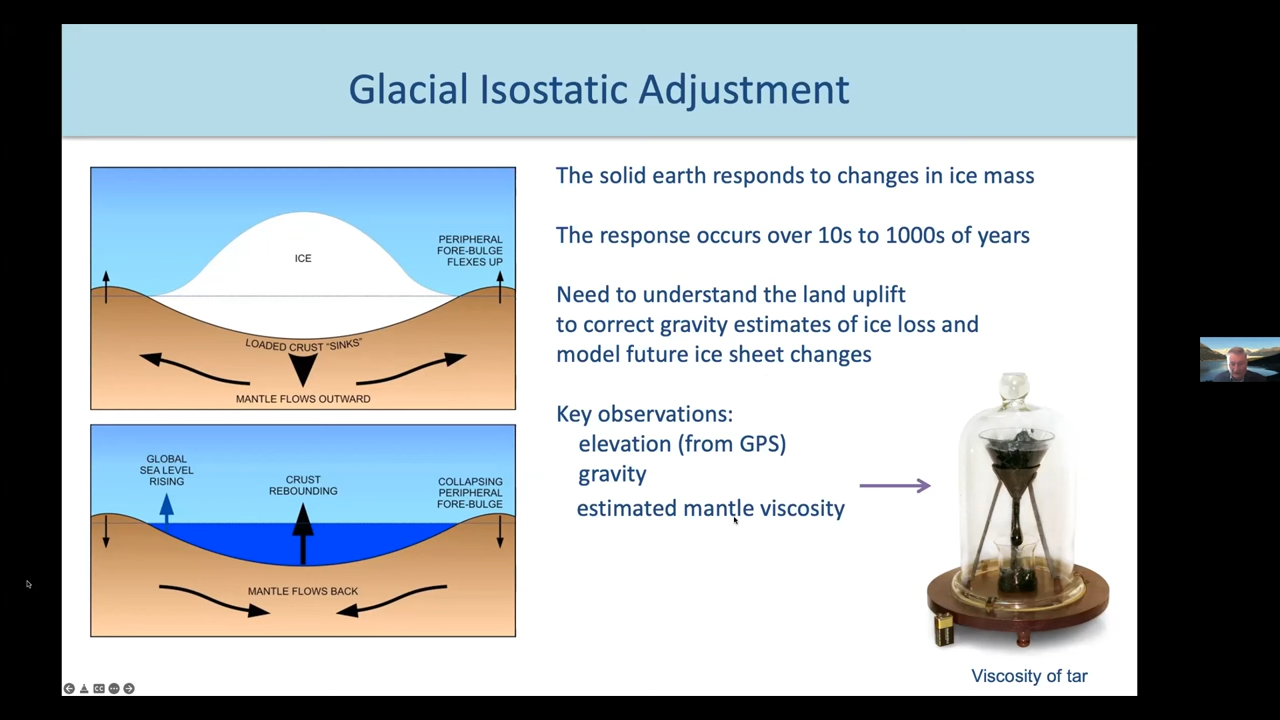 Glacial Isostatic Adjustment
PERIPHERAL
FORE-BULGE
FLEXES UP
ICE
LOADED CRUST "SINKS"
MANTLE FLOWS OUTWARD
GLOBAL
SEA LEVEL
RISING
CRUST
REBOUNDING
COLLAPSING
PERIPHERAL
FORE-BULGE
MANTLE FLOWS BACK
The solid earth responds to changes in ice mass
The response occurs over 10s to 1000s of years
Need to understand the land uplift
to correct gravity estimates of ice loss and
model future ice sheet changes
Key observations:
elevation (from GPS)
gravity
estimated mantle viscosity
Viscosity of tar